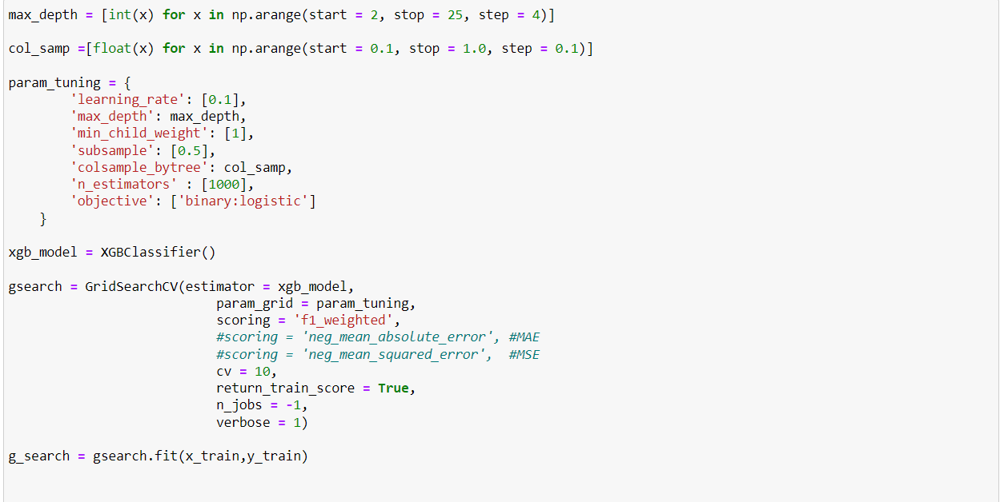 max_depth = [int(x) for x in np.arange(start = 2, stop = 25, step = 4)]
col_samp =[float(x) for x in np.arange(start = 0.1, stop = 1.0, step = 0.1)]
param_tuning = {
'learning_rate': [0.1],
'max_depth': max_depth,
'min_child_weight': [1],
'subsample': [0.5],
'colsample_bytree': col_samp,
'n_estimators' : [1000],
'objective': ['binary:logistic']
}
xgb_model = XGBClassifier()
gsearch = GridSearchCV(estimator = xgb_model,
param_grid = param_tuning,
scoring = 'f1_weighted',
#scoring = 'neg_mean_absolute_error', #MAE
#scoring = 'neg_mean_squared_error',  #MSE
cv = 10,
return_train_score = True,
n_jobs = -1,
verbose = 1)
g_search = gsearch.fit(x_train,y_train)